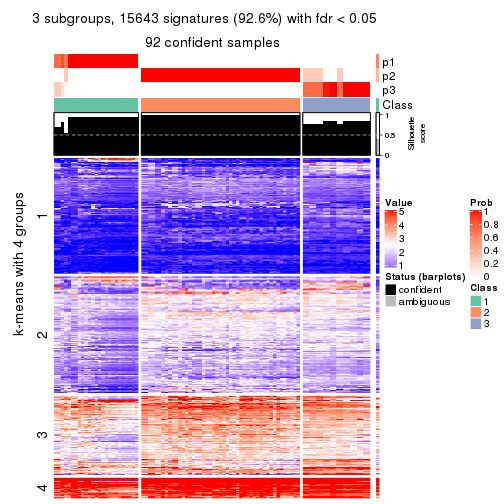 3 subgroups, 15643 signatures (92.6%) with fdr < 0.05
92 confident samples
p1
p2
p3
Class
1
0.5
0
Silhouette
score
k-means with 4 groups
1
2
3
4
Value
5
4
3
2
1
Status (barplots)
confident
ambiguous
Prob
1
0.8
0.6
0.4
0.2
0
Class
1
2
3